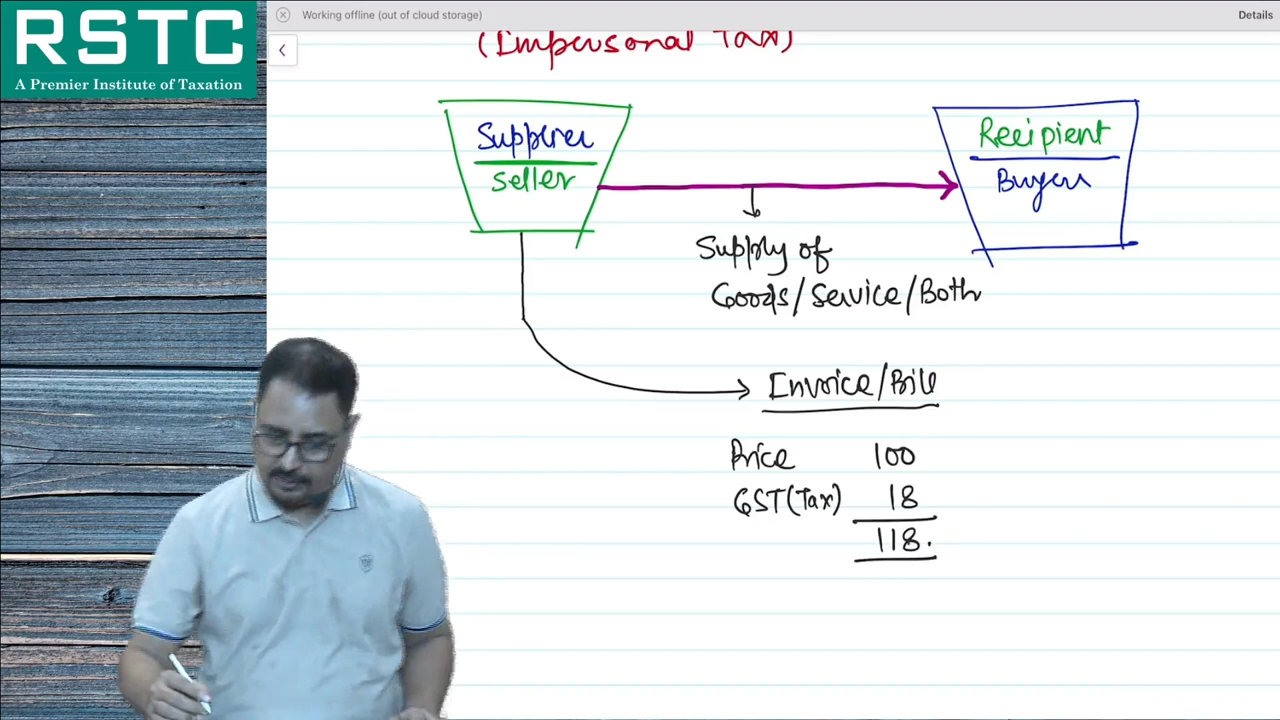 RSTC
A Premier Institute of Taxation
Working offline (out of cloud storage)
Details
(Impersonal Tax)
Supplier
Seller
Recipient
Buyer
Supply of
Goods/Service/Both
Invoice/Bill
Price 100
GST(Tax) 18
118.